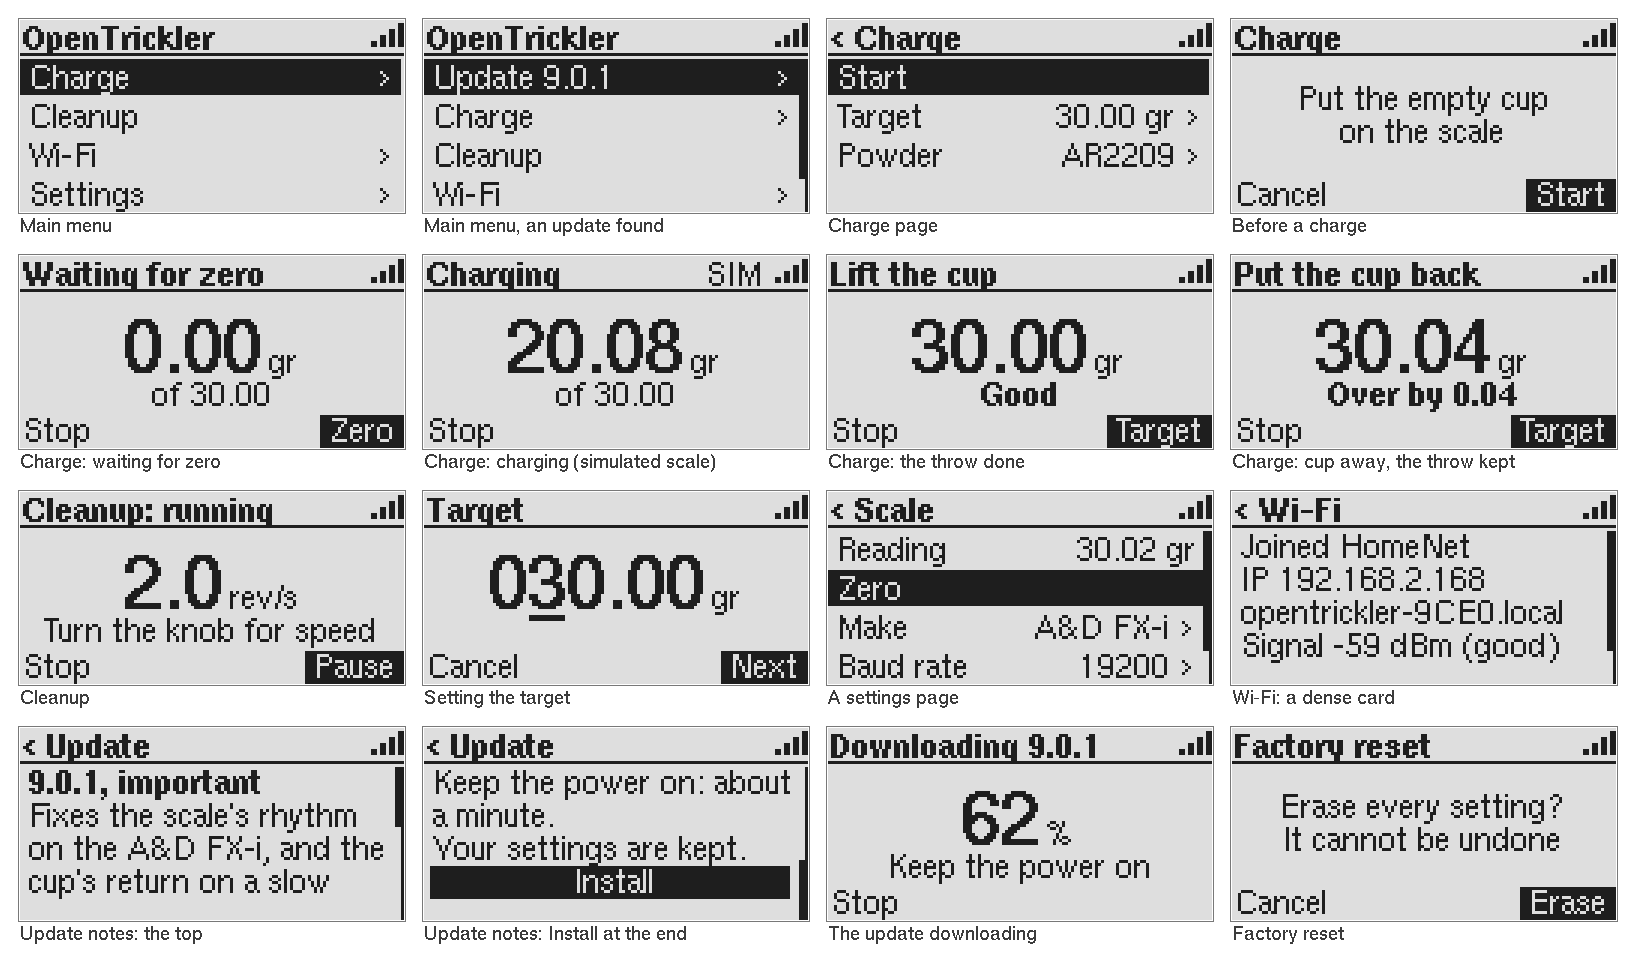 OpenTrickler
Charge >
Cleanup
Wi-Fi >
Settings >
Main menu
OpenTrickler
Update 9.0.1 >
Charge >
Cleanup
Wi-Fi >
Main menu, an update found
< Charge
Start
Target 30.00 gr >
Powder AR2209 >
Charge page
Charge
Put the empty cup
on the scale
Cancel Start
Before a charge
Waiting for zero
0.00 gr
of 30.00
Stop Zero
Charge: waiting for zero
Charging SIM
20.08 gr
of 30.00
Stop
Charge: charging (simulated scale)
Lift the cup
30.00 gr
Good
Stop Target
Charge: the throw done
Put the cup back
30.04 gr
Over by 0.04
Stop Target
Charge: cup away, the throw kept
Cleanup: running
2.0 rev/s
Turn the knob for speed
Stop Pause
Cleanup
Target
030.00 gr
Cancel Next
Setting the target
< Scale
Reading 30.02 gr
Zero
Make A&D FX-i >
Baud rate 19200 >
A settings page
< Wi-Fi
Joined HomeNet
IP 192.168.2.168
opentrickler-9CE0.local
Signal -59 dBm (good)
Wi-Fi: a dense card
< Update
9.0.1, important
Fixes the scale's rhythm
on the A&D FX-i, and the
cup's return on a slow
Update notes: the top
< Update
Keep the power on: about
a minute.
Your settings are kept.
Install
Update notes: Install at the end
Downloading 9.0.1
62 %
Keep the power on
Stop
The update downloading
Factory reset
Erase every setting?
It cannot be undone
Cancel Erase
Factory reset